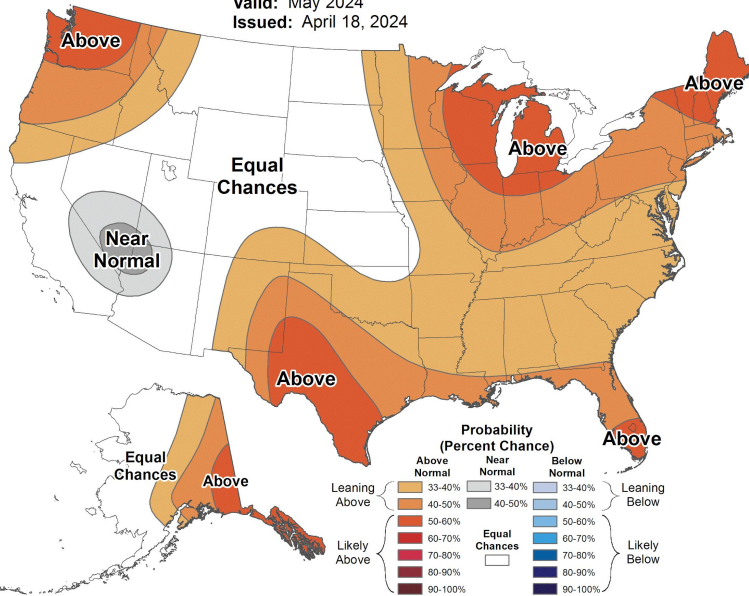 Valid: May 2024
Issued: April 18, 2024
Above
Above
Above
Equal
Chances
Near
Normal
Above
Above
Equal
Chances
Above
Probability
(Percent Chance)
Above
Normal
Near
Normal
Below
Normal
Leaning
Above
33-40%
40-50%
33-40%
40-50%
33-40%
40-50%
Leaning
Below
Likely
Above
50-60%
60-70%
70-80%
80-90%
90-100%
Equal
Chances
50-60%
60-70%
70-80%
80-90%
90-100%
Likely
Below